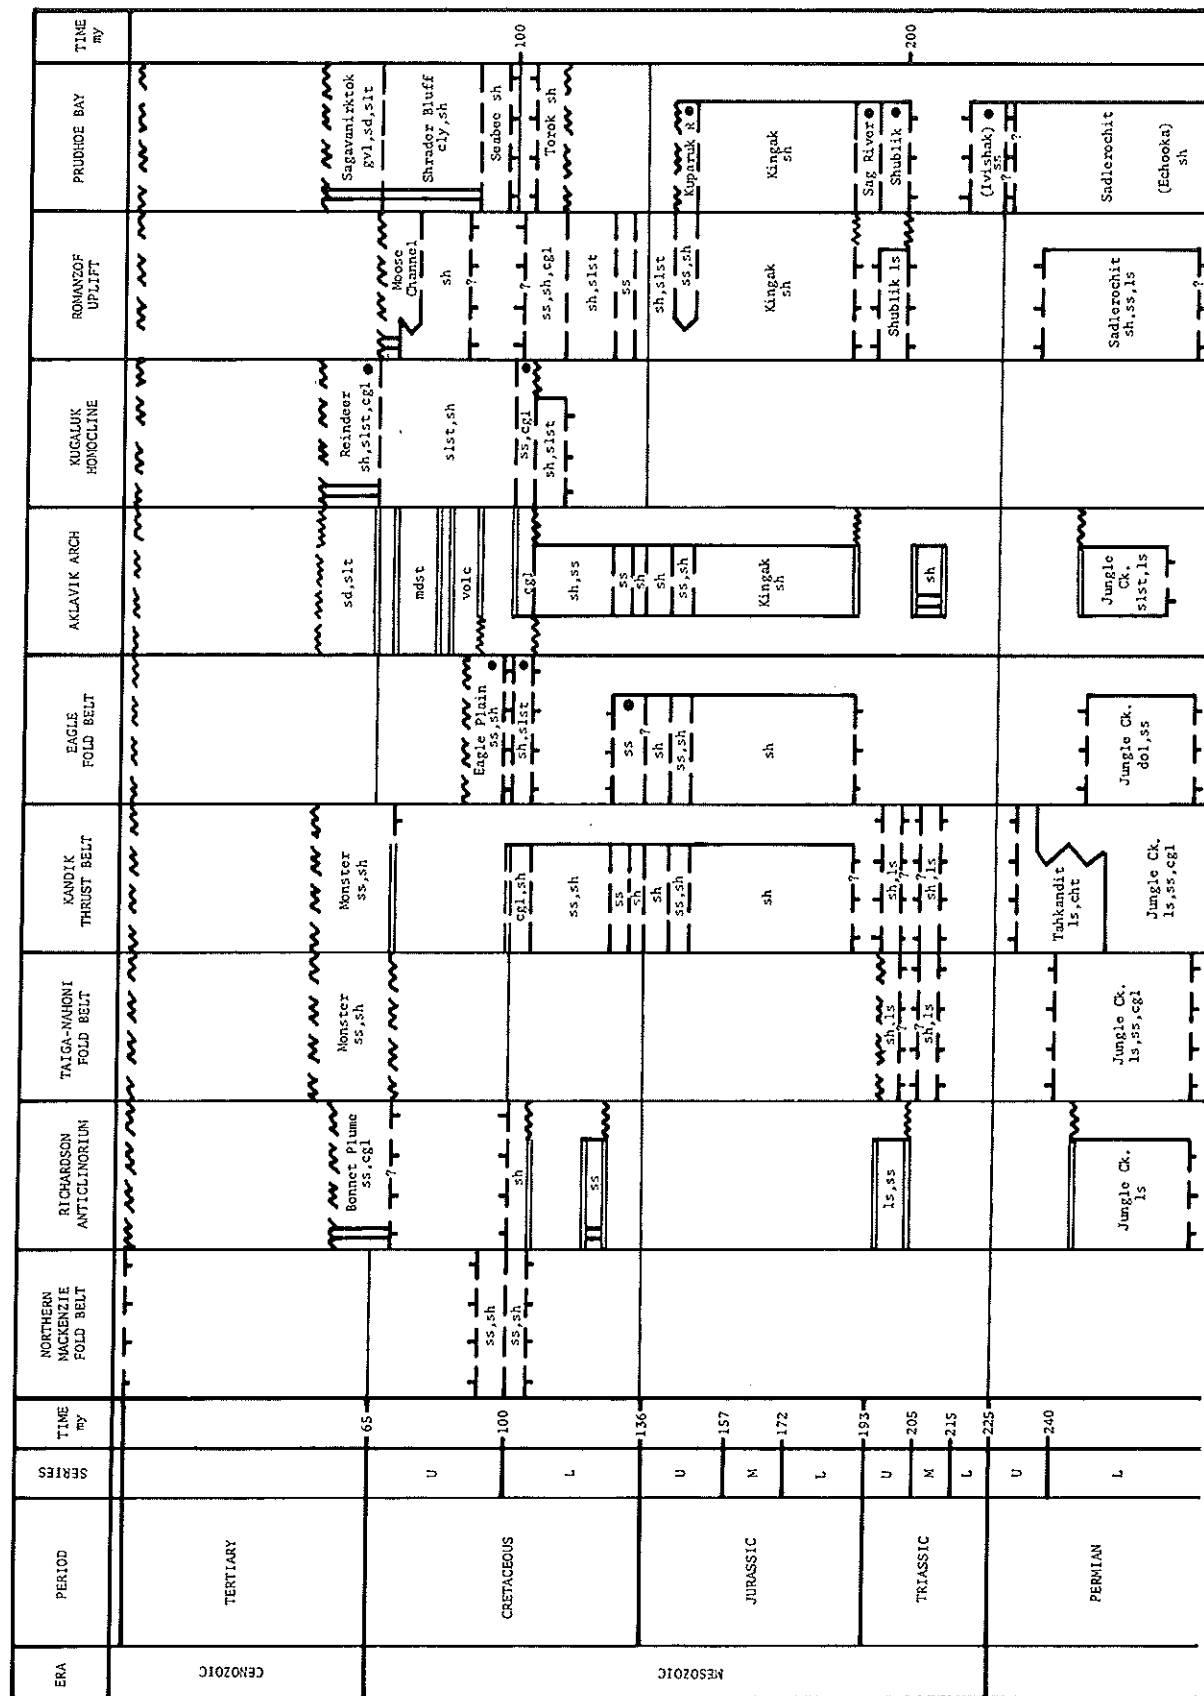 ERA
PERIOD
SERIES
TIME
my
NORTHERN
MACKENZIE
FOLD BELT
RICHARDSON
ANTICLINORIUM
TAIGA-NAHONI
FOLD BELT
KANDIK
THRUST BELT
EAGLE
FOLD BELT
AKLAVIK ARCH
KUGALUK
HOMOCLINE
ROMANZOF
UPLIFT
PRUDHOE BAY
TIME
my
CENOZOIC
MESOZOIC
TERTIARY
CRETACEOUS
JURASSIC
TRIASSIC
PERMIAN
U
L
U
M
L
U
M
L
U
L
65
100
136
157
172
193
205
215
225
240
ss,sh
ss,sh
Bonnet Plume
ss,cgl
?
sh
ss
ls,ss
Jungle Ck.
ls
Monster
ss,sh
sh,ls
?
?
sh,ls
Jungle Ck.
ls,ss,cgl
Monster
ss,sh
cgl,sh
ss,sh
ss
sh
sh
ss,sh
sh
?
sh,ls
?
?
sh,ls
Tahkandit
ls,cht
Jungle Ck.
ls,ss,cgl
Eagle Plain
ss,sh
sh,slst
ss
?
sh
ss,sh
sh
Jungle Ck.
dol,ss
sd,slt
mdst
volc
cgl
sh,ss
ss
sh
sh
ss,sh
Kingak
sh
sh
Jungle
Ck.
slst,ls
Reindeer
sh,slst,cgl
slst,sh
ss,cgl
sh,slst
Moose
Channel
sh
?
?
ss,sh,cgl
sh,slst
ss
sh,slst
ss,sh
Kingak
sh
Shublik ls
Sadlerochit
sh,ss,ls
?
Sagavanirktok
gvl,sd,slt
Shrader Bluff
cly,sh
Seabee sh
Torok sh
Kuparuk R
Kingak
sh
Sag River
Shublik
(Ivishak)
ss
?
?
Sadlerochit
(Echooka)
sh
100
200